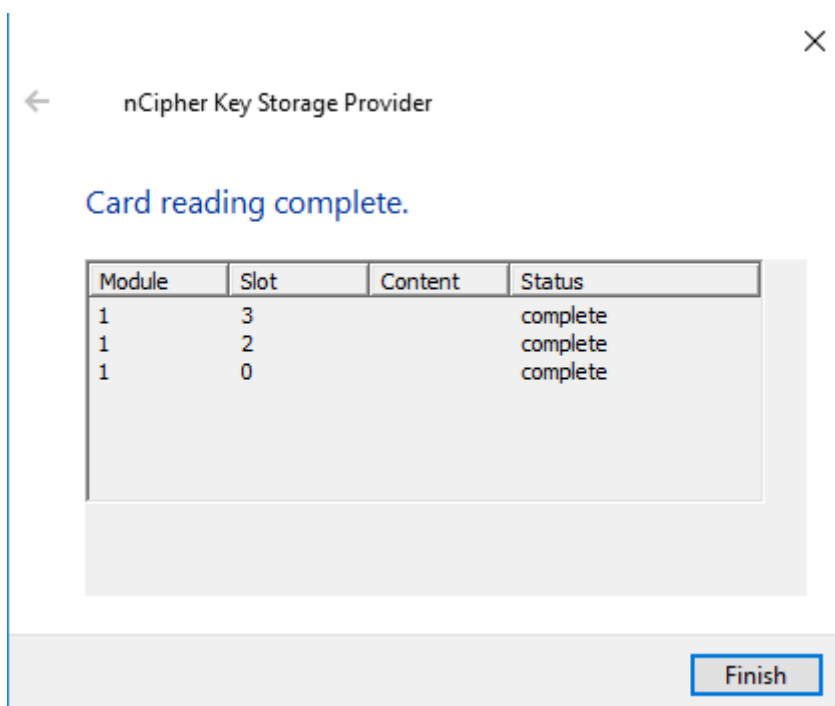 nCipher Key Storage Provider
Card reading complete.
Module Slot Content Status
1 3 complete
1 2 complete
1 0 complete
Finish